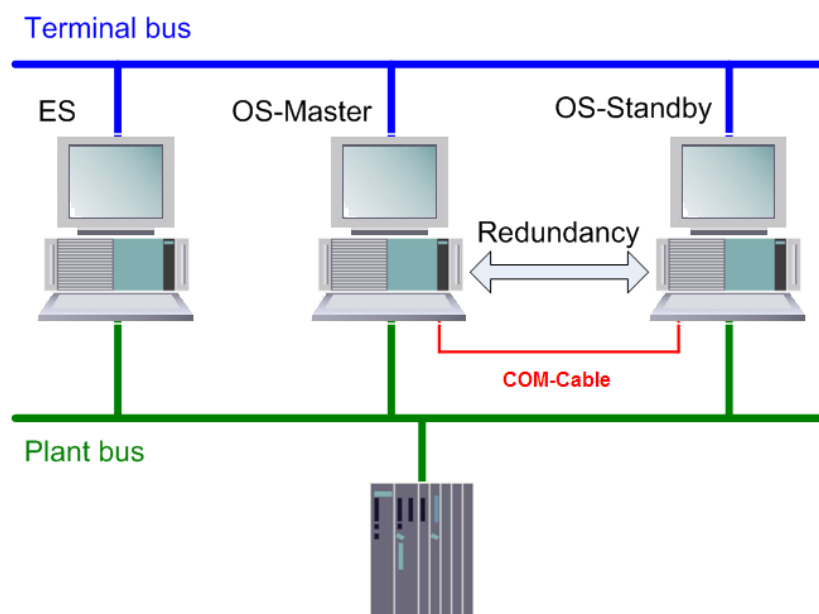 Terminal bus
ES
OS-Master
OS-Standby
Redundancy
COM-Cable
Plant bus